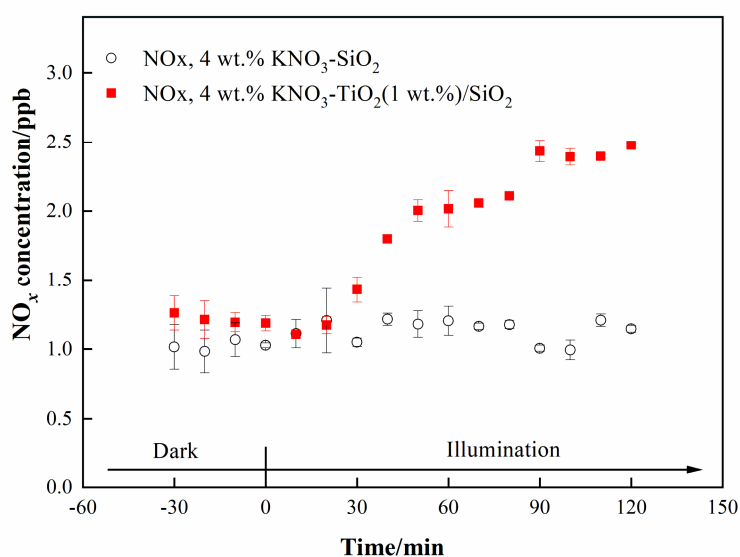 NOx, 4 wt.% KNO₃-SiO₂
NOx, 4 wt.% KNO₃-TiO₂(1 wt.%)/SiO₂
NOₓ concentration/ppb
3.0
2.5
2.0
1.5
1.0
0.5
0.0
Dark
Illumination
-60
-30
0
30
60
90
120
150
Time/min